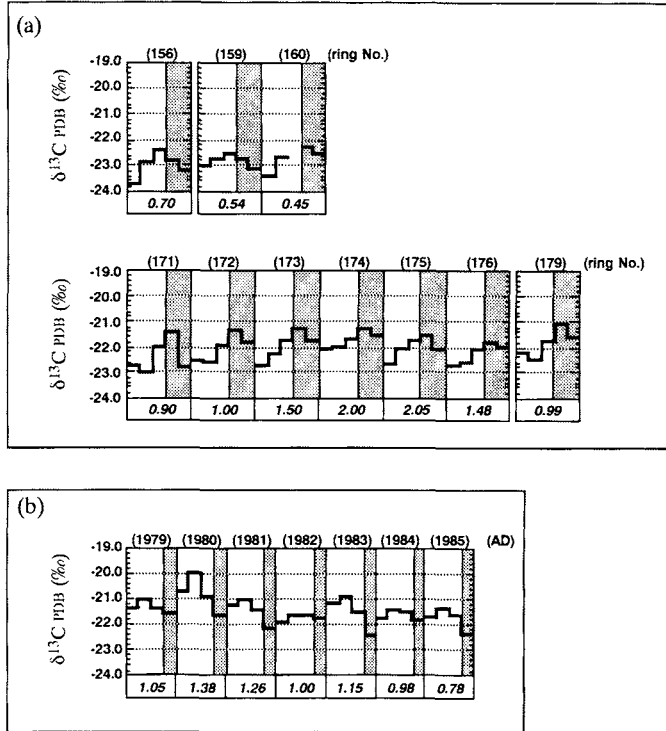 (a)
(156) (159) (160) (ring No.)
δ¹³C PDB (‰)
-19.0
-20.0
-21.0
-22.0
-23.0
-24.0
0.70 0.54 0.45
(171) (172) (173) (174) (175) (176) (179) (ring No.)
δ¹³C PDB (‰)
-19.0
-20.0
-21.0
-22.0
-23.0
-24.0
0.90 1.00 1.50 2.00 2.05 1.48 0.99
(b)
(1979) (1980) (1981) (1982) (1983) (1984) (1985) (AD)
δ¹³C PDB (‰)
-19.0
-20.0
-21.0
-22.0
-23.0
-24.0
1.05 1.38 1.26 1.00 1.15 0.98 0.78